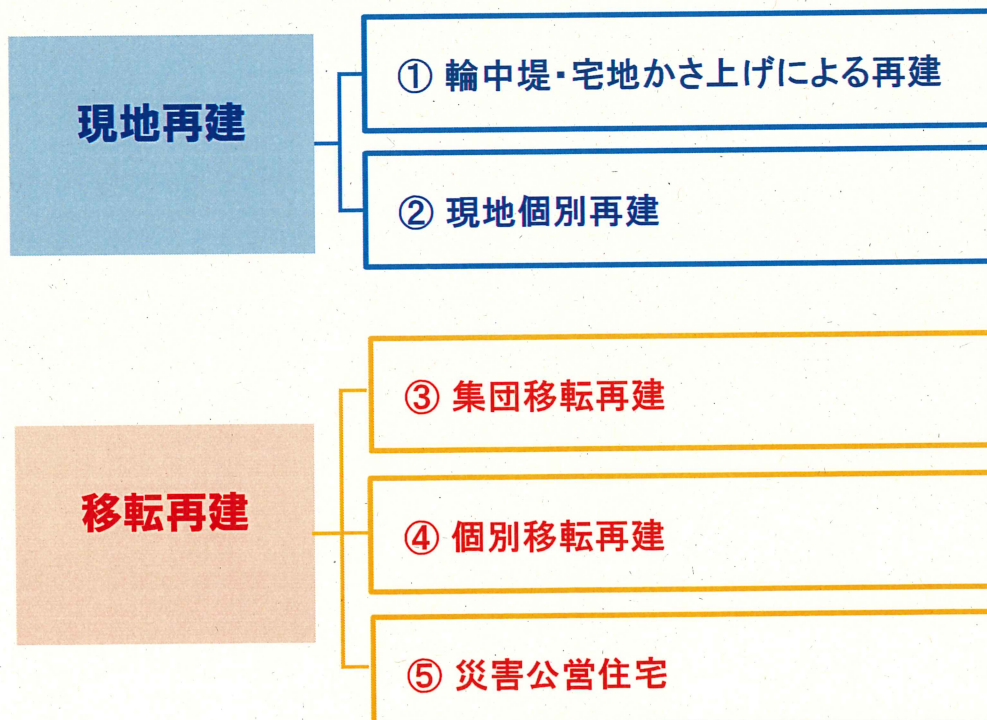 現地再建
① 輪中堤・宅地かさ上げによる再建
② 現地個別再建
移転再建
③ 集団移転再建
④ 個別移転再建
⑤ 災害公営住宅